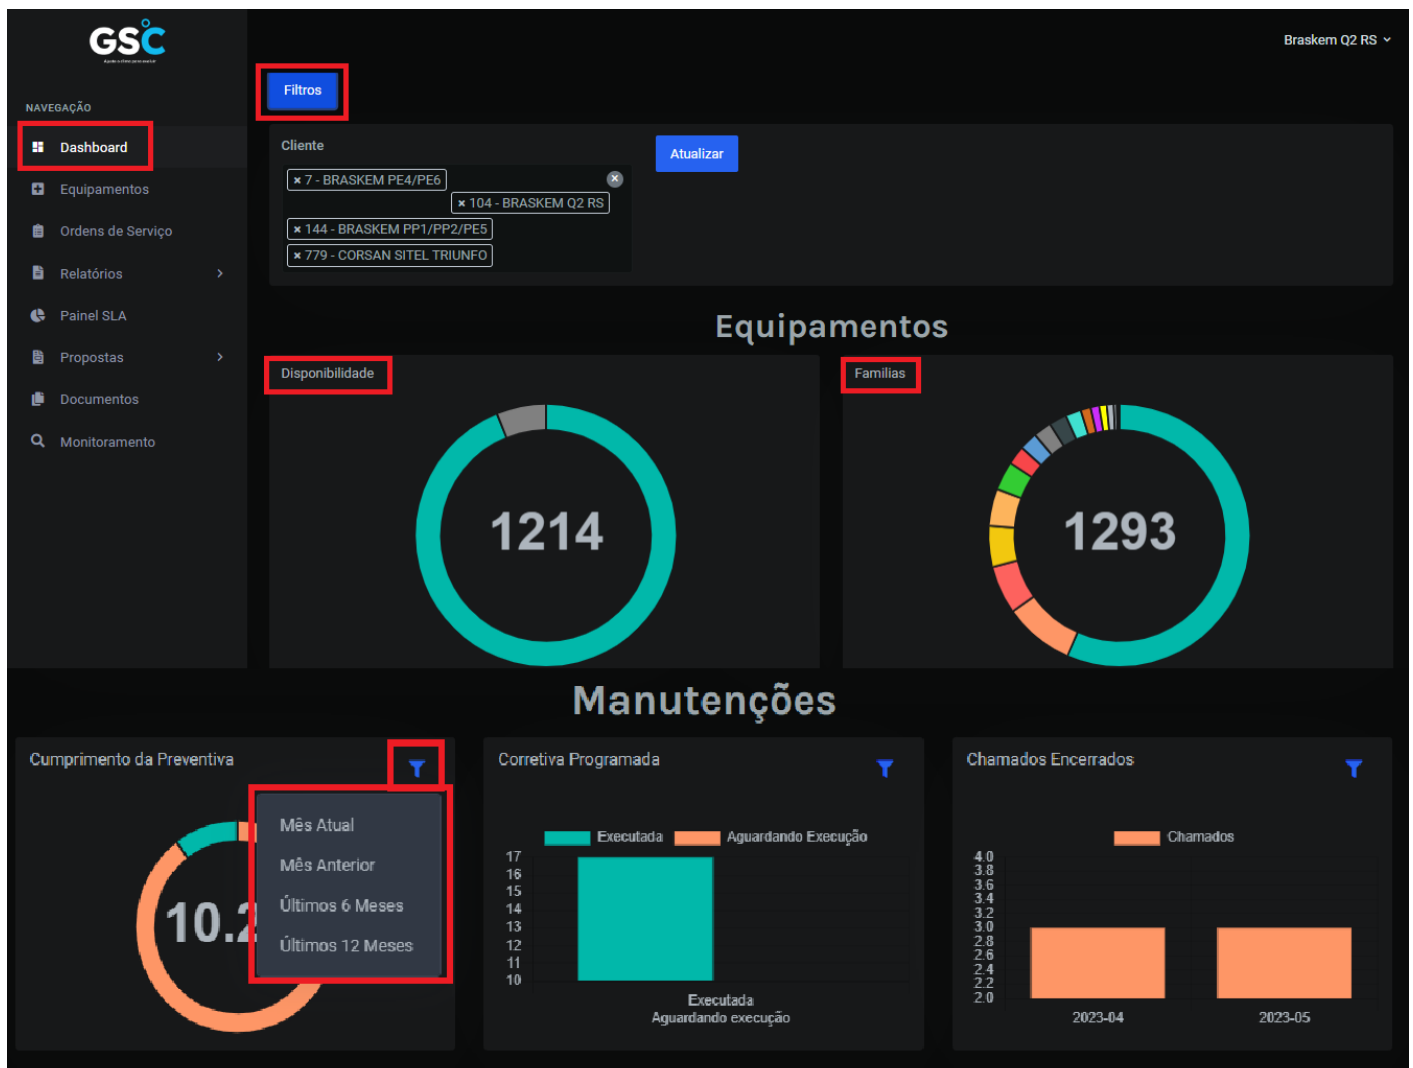 GSC
Braskem Q2 RS
Filtros
NAVEGAÇÃO
Dashboard
Equipamentos
Ordens de Serviço
Relatórios
Painel SLA
Propostas
Documentos
Monitoramento
Cliente
Atualizar
× 7 - BRASKEM PE4/PE6
× 104 - BRASKEM Q2 RS
× 144 - BRASKEM PP1/PP2/PE5
× 779 - CORSAN SITEL TRIUNFO
Equipamentos
Disponibilidade
1214
Familias
1293
Manutenções
Cumprimento da Preventiva
10.2
Mês Atual
Mês Anterior
Últimos 6 Meses
Últimos 12 Meses
Corretiva Programada
Executada Aguardando Execução
17
16
15
14
13
12
11
10
Executada
Aguardando execução
Chamados Encerrados
Chamados
4.0
3.8
3.6
3.4
3.2
3.0
2.8
2.6
2.4
2.2
2.0
2023-04 2023-05